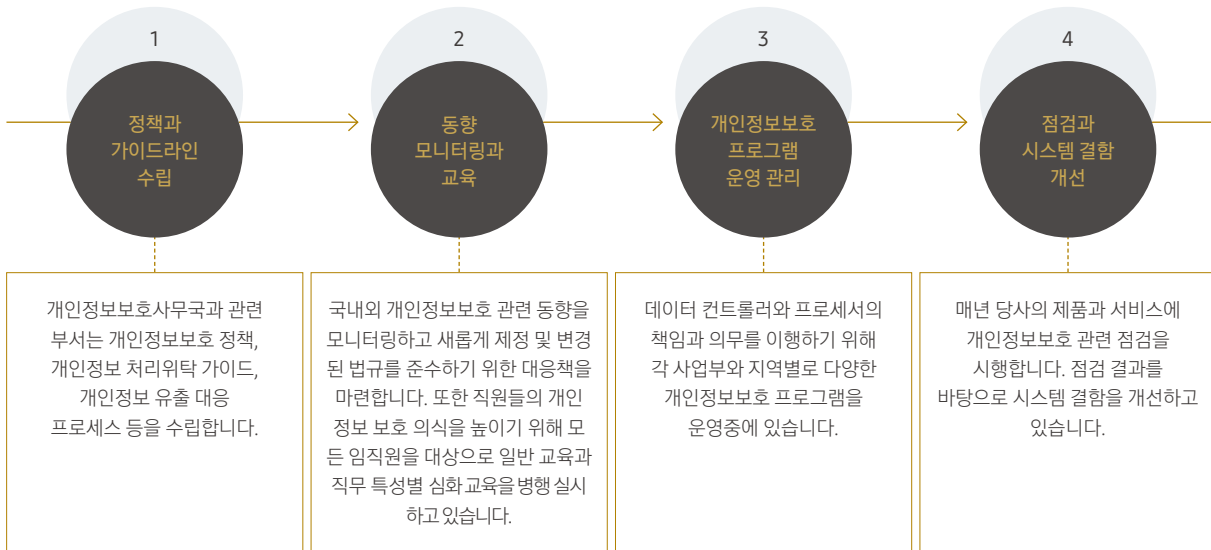 1
정책과
가이드라인
수립
개인정보보호사무국과 관련
부서는 개인정보보호 정책,
개인정보 처리위탁 가이드,
개인정보 유출 대응
프로세스 등을 수립합니다.
2
동향
모니터링과
교육
국내외 개인정보보호 관련 동향을
모니터링하고 새롭게 제정 및 변경
된 법규를 준수하기 위한 대응책을
마련합니다. 또한 직원들의 개인
정보 보호 의식을 높이기 위해 모
든 임직원을 대상으로 일반 교육과
직무 특성별 심화 교육을 병행 실시
하고 있습니다.
3
개인정보보호
프로그램
운영 관리
데이터 컨트롤러와 프로세서의
책임과 의무를 이행하기 위해
각 사업부와 지역별로 다양한
개인정보보호 프로그램을
운영중에 있습니다.
4
점검과
시스템 결함
개선
매년 당사의 제품과 서비스에
개인정보보호 관련 점검을
시행합니다. 점검 결과를
바탕으로 시스템 결함을 개선하고
있습니다.